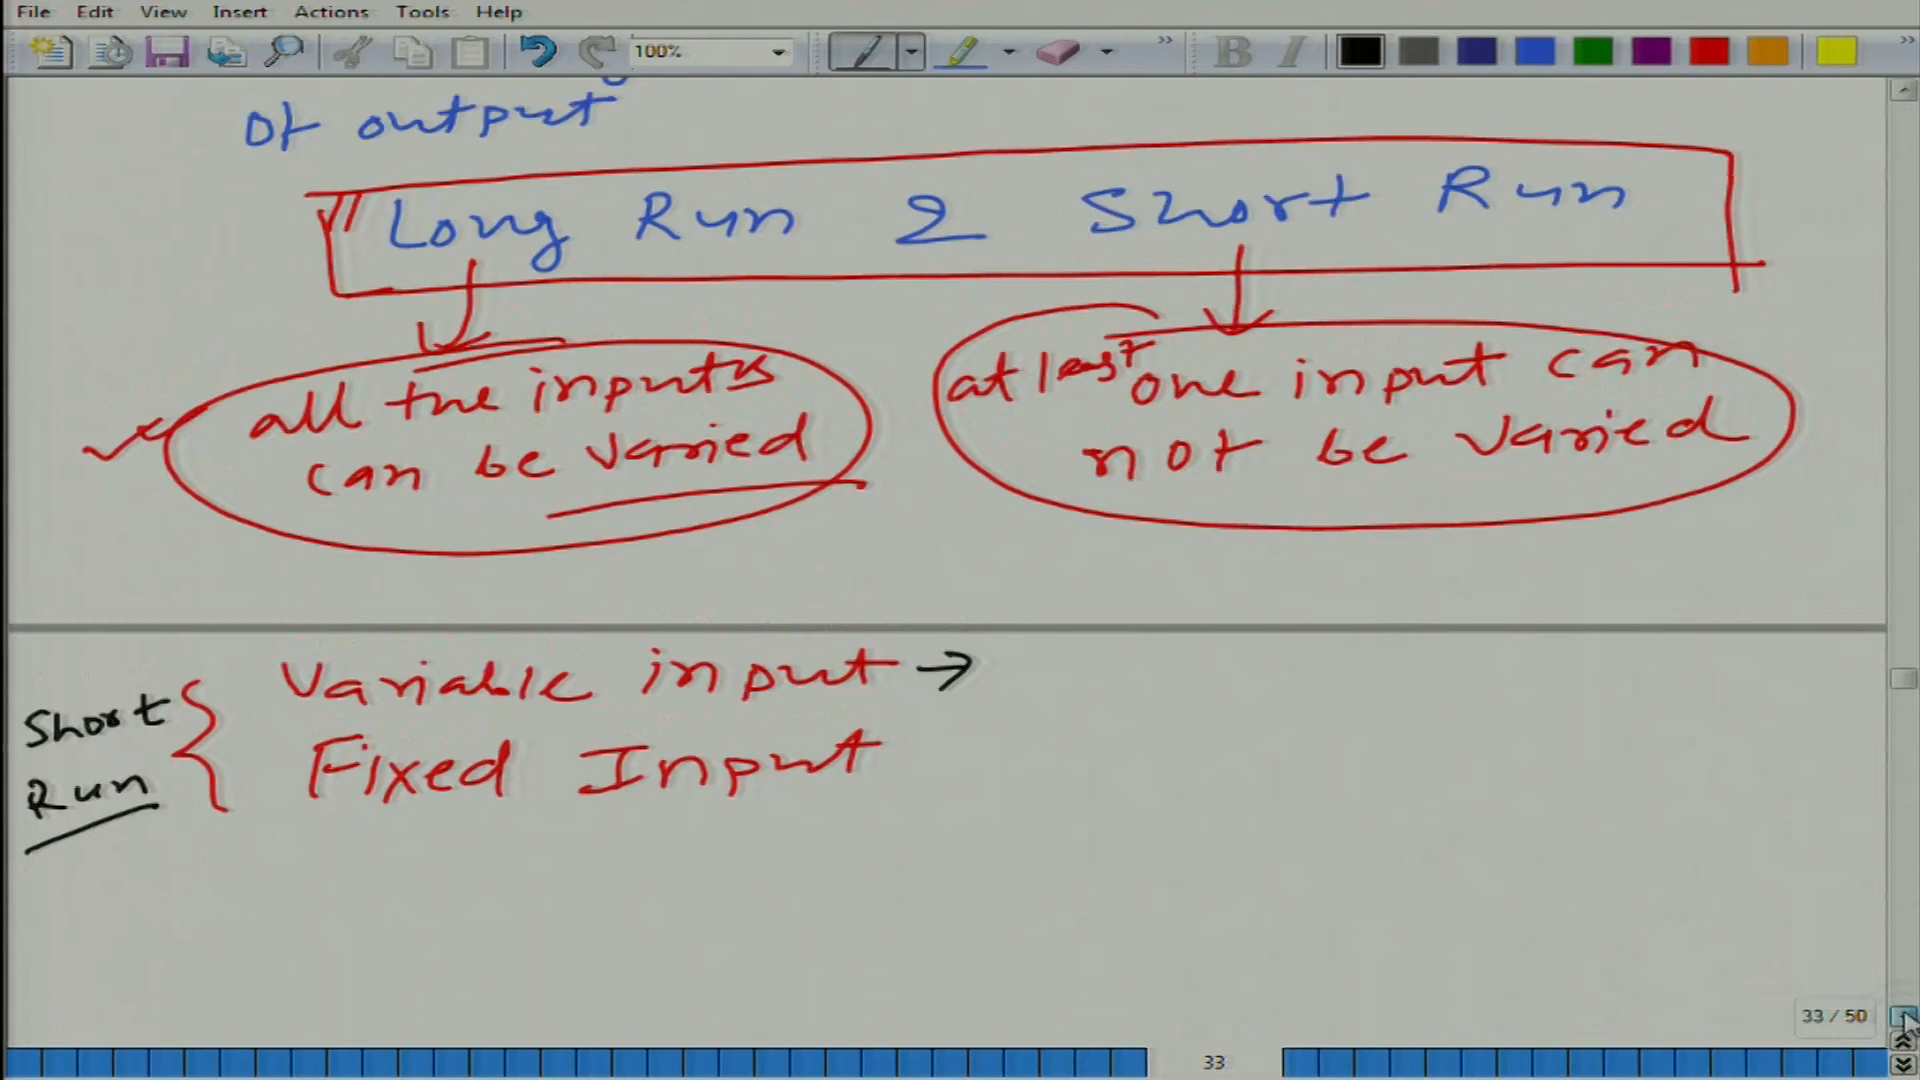 File Edit View Insert Actions Tools Help
100%
B I
of output
Long Run & Short Run
all the inputs
can be varied
at least one input can
not be varied
Short
Run
Variable input →
Fixed Input
33 / 50
33